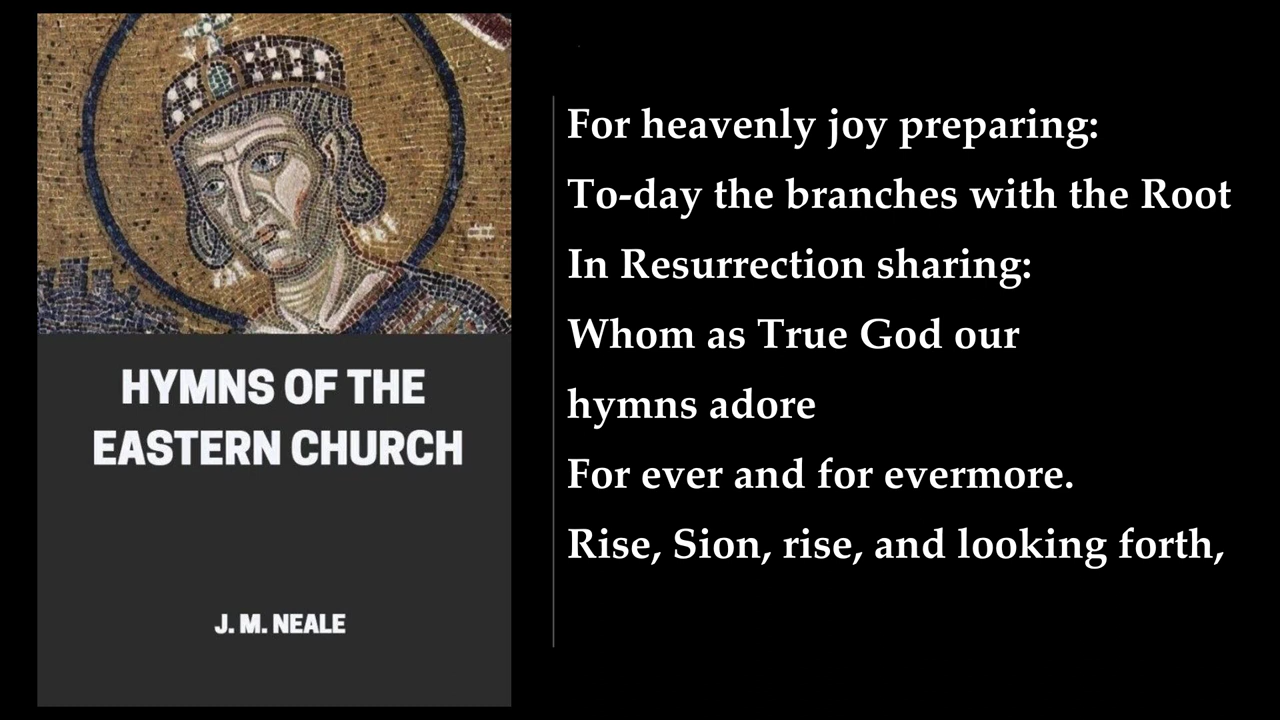 HYMNS OF THE
EASTERN CHURCH
J. M. NEALE
For heavenly joy preparing:
To-day the branches with the Root
In Resurrection sharing:
Whom as True God our
hymns adore
For ever and for evermore.
Rise, Sion, rise, and looking forth,